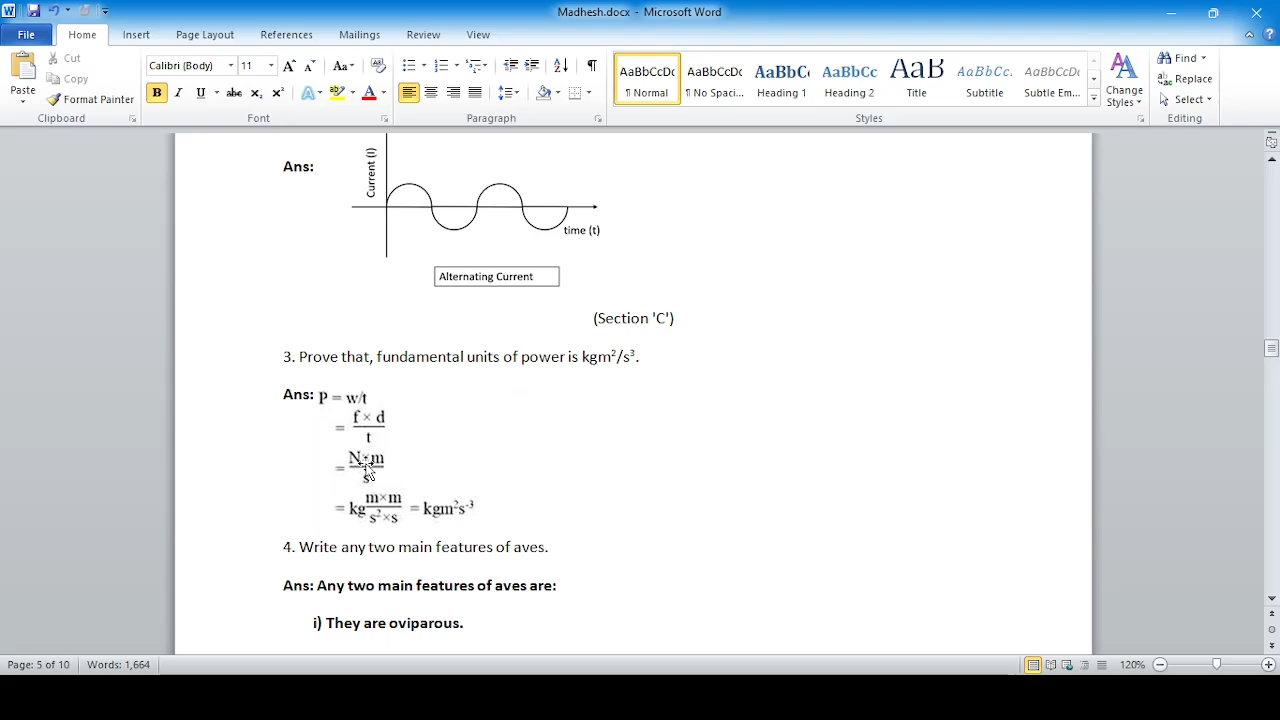 Madhesh.docx - Microsoft Word
File Home Insert Page Layout References Mailings Review View
Paste
Cut
Copy
Format Painter
Clipboard
Calibri (Body) 11
B I U abc x₂ x² A A
Font
Paragraph
AaBbCcDc AaBbCcDc AaBbCc AaBbCc AaB AaBbCc. AaBbCcDc
¶ Normal ¶ No Spaci... Heading 1 Heading 2 Title Subtitle Subtle Em...
Change Styles
Styles
Find
Replace
Select
Editing
Ans:
Current (I)
time (t)
Alternating Current
(Section 'C')
3. Prove that, fundamental units of power is kgm²/s³.
Ans: P = w/t
= f × d / t
= N×m / s
= kg m×m / s²×s = kgm²s⁻³
4. Write any two main features of aves.
Ans: Any two main features of aves are:
i) They are oviparous.
Page: 5 of 10 Words: 1,664 120%